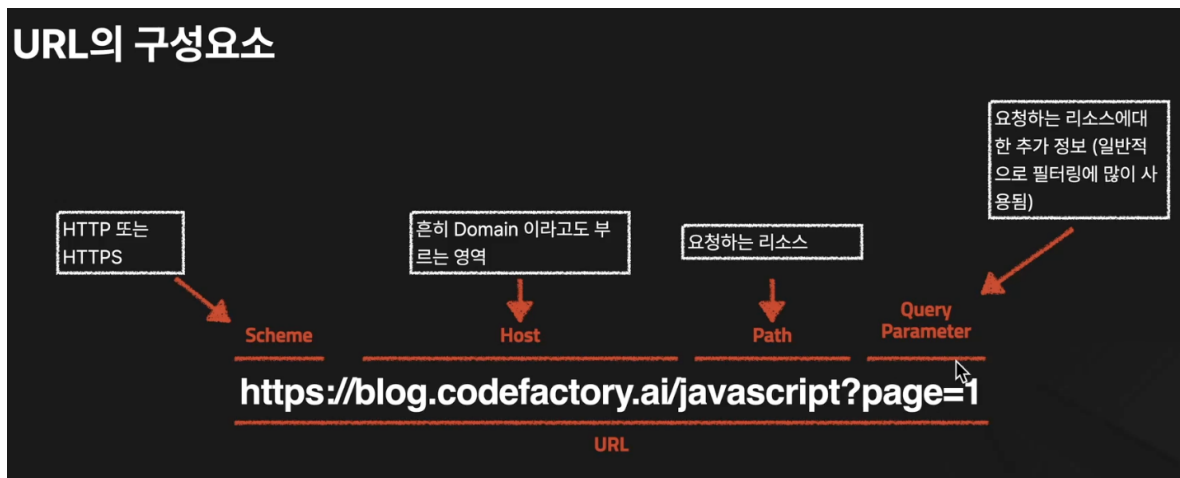 URL의 구성요소
요청하는 리소스에대
한 추가 정보 (일반적
으로 필터링에 많이 사
용됨)
HTTP 또는
HTTPS
흔히 Domain 이라고도 부
르는 영역
요청하는 리소스
Scheme
Host
Path
Query
Parameter
https://blog.codefactory.ai/javascript?page=1
URL